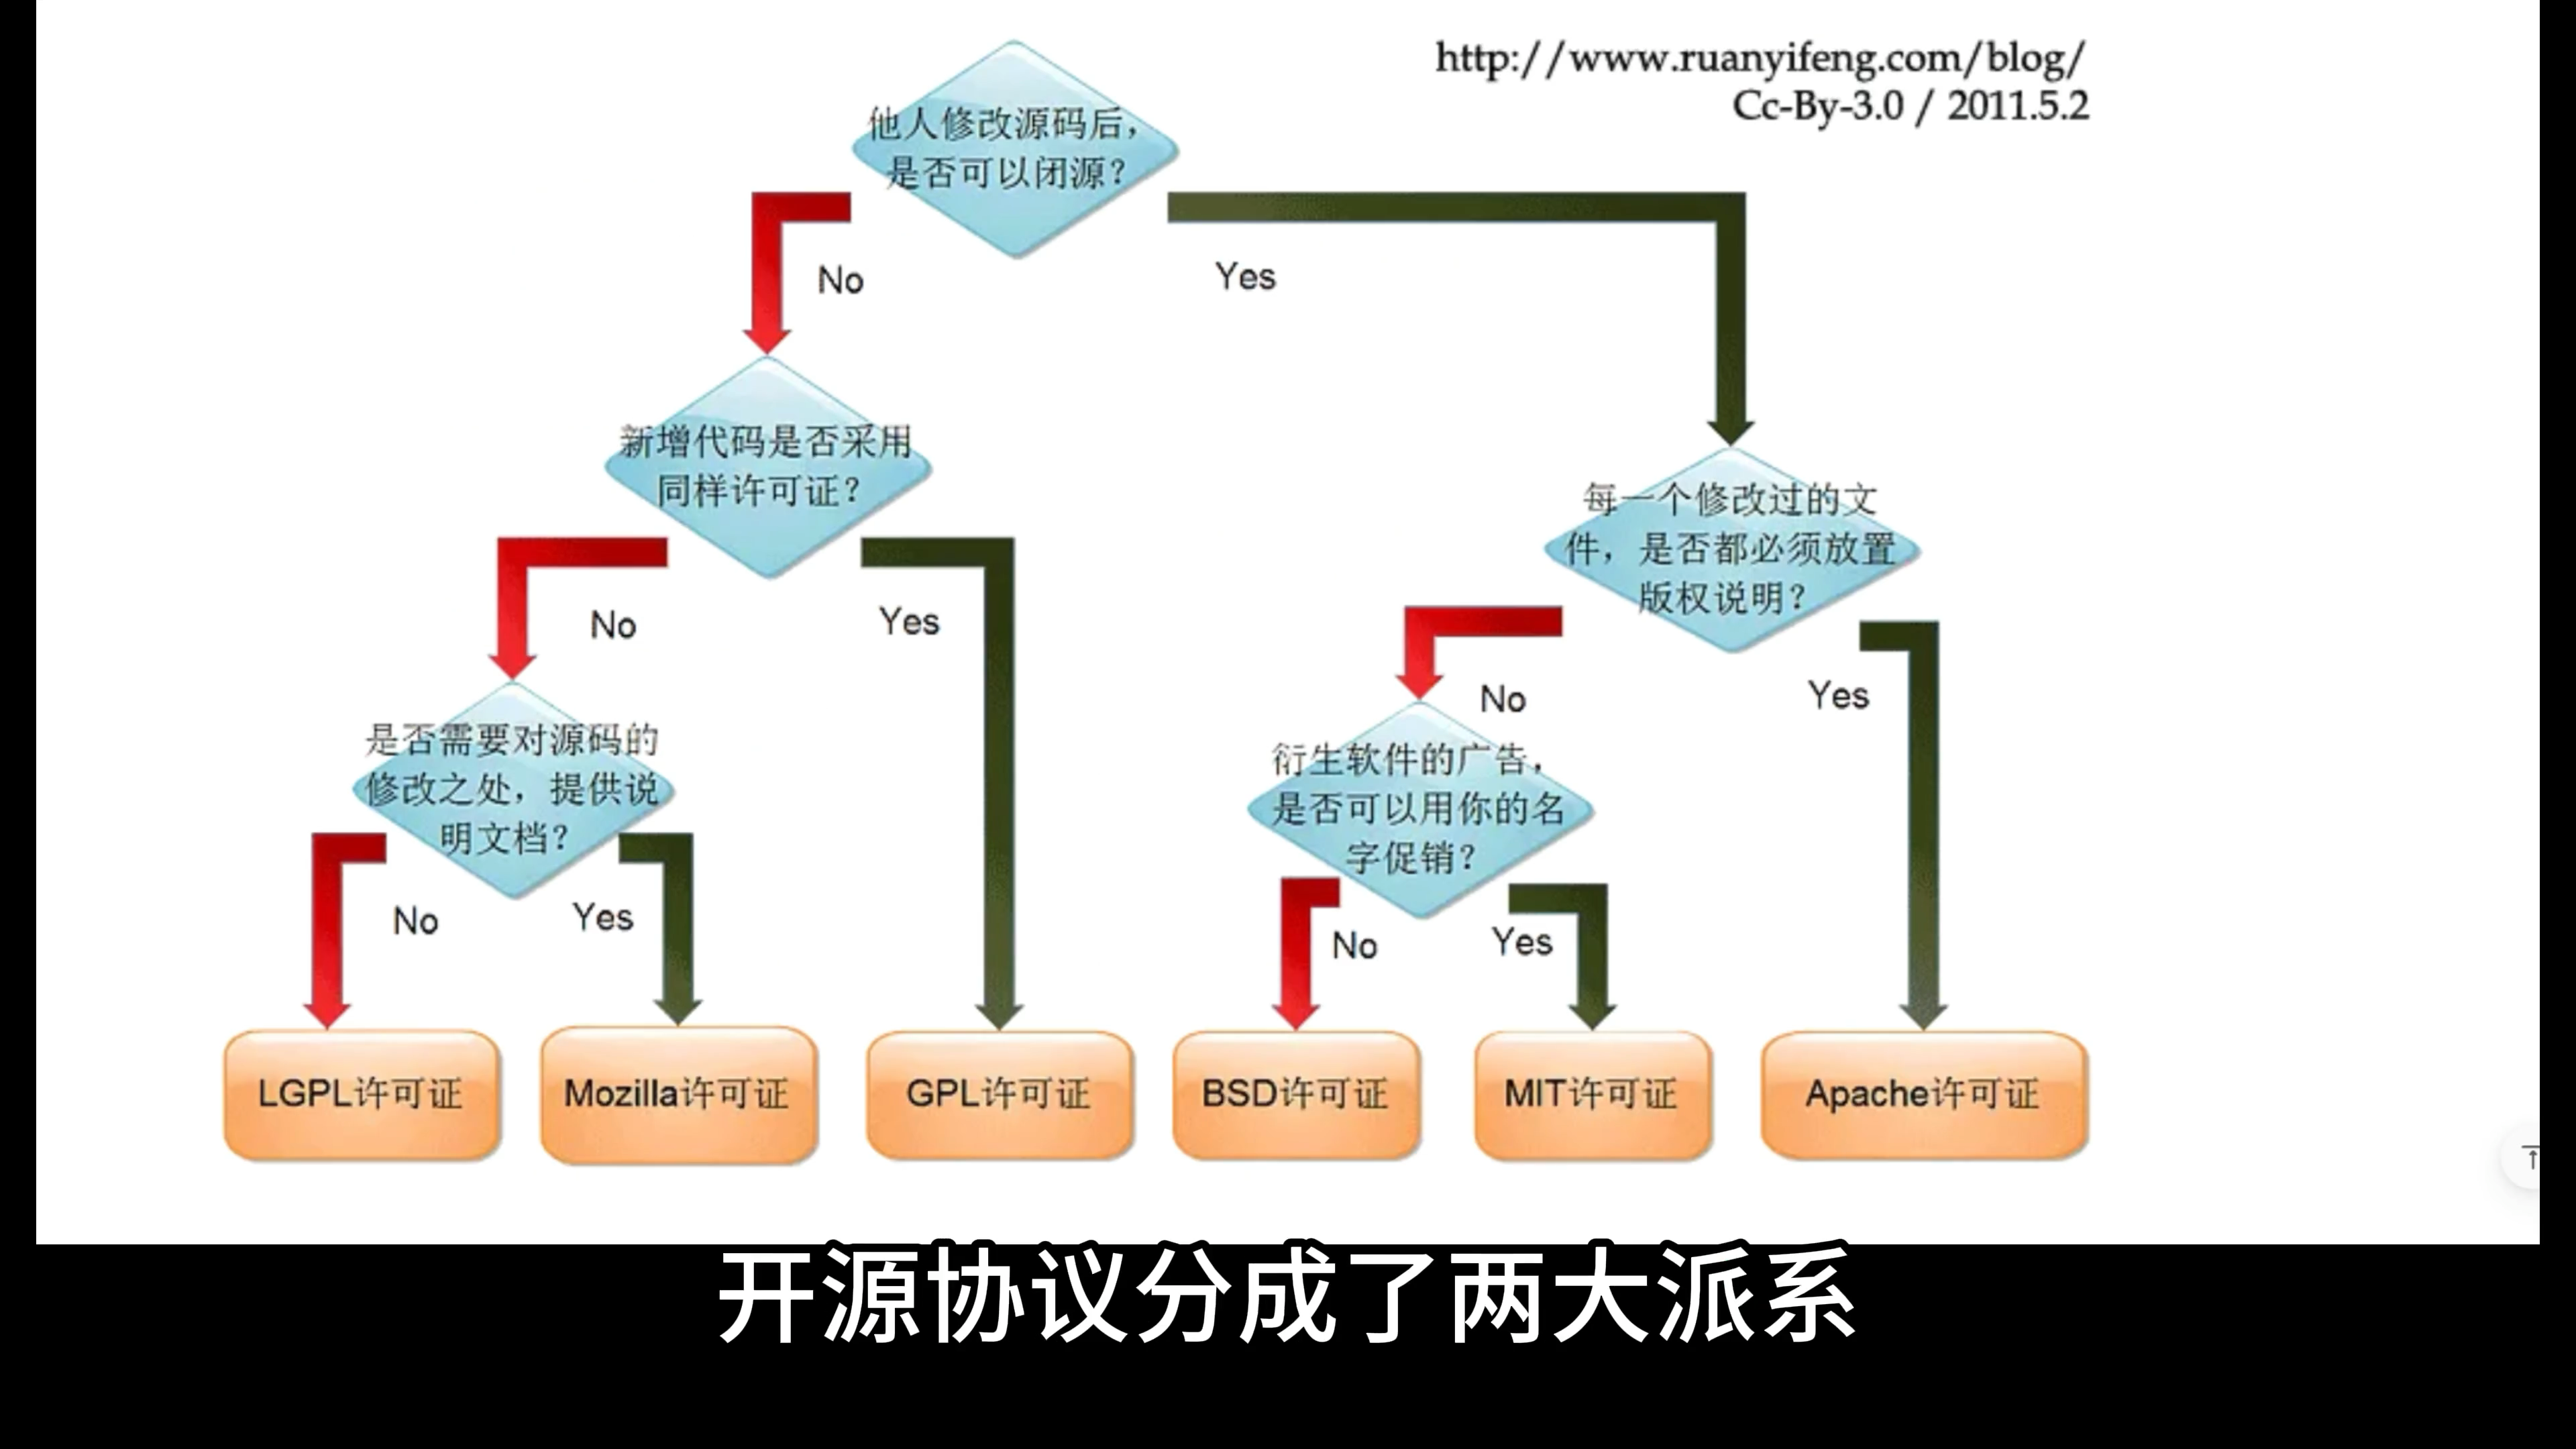 http://www.ruanyifeng.com/blog/
Cc-By-3.0 / 2011.5.2
他人修改源码后，
是否可以闭源？
No
Yes
新增代码是否采用
同样许可证？
No
Yes
每一个修改过的文
件，是否都必须放置
版权说明？
No
Yes
是否需要对源码的
修改之处，提供说
明文档？
No
Yes
衍生软件的广告，
是否可以用你的名
字促销？
No
Yes
LGPL许可证
Mozilla许可证
GPL许可证
BSD许可证
MIT许可证
Apache许可证
开源协议分成了两大派系